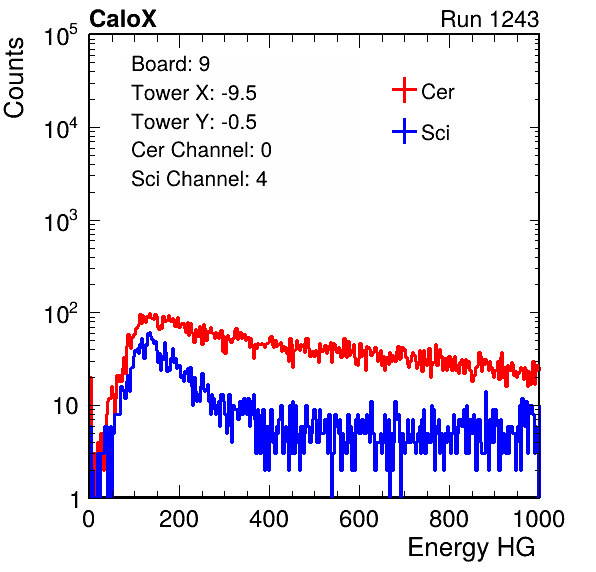 CaloX
Run 1243
Counts
10^5
10^4
10^3
10^2
10
1
Board: 9
Tower X: -9.5
Tower Y: -0.5
Cer Channel: 0
Sci Channel: 4
Cer
Sci
0 200 400 600 800 1000
Energy HG